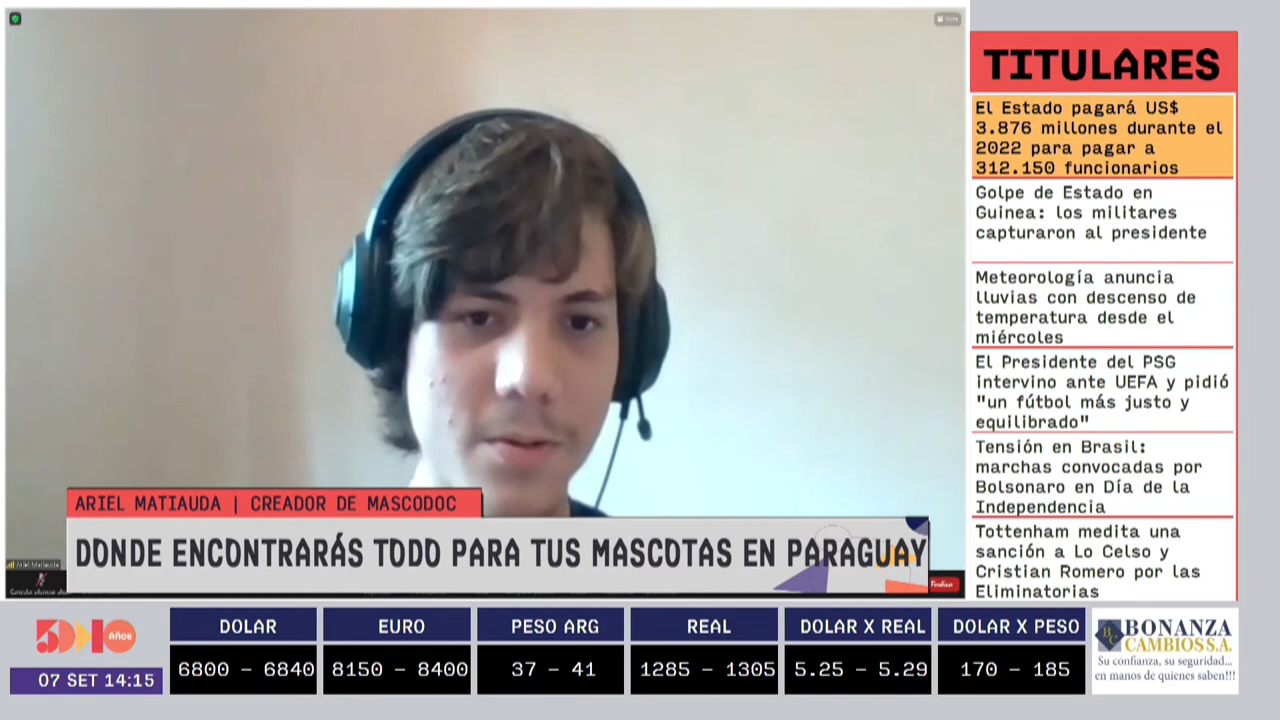 Vista
TITULARES
El Estado pagará US$
3.876 millones durante el
2022 para pagar a
312.150 funcionarios
Golpe de Estado en
Guinea: los militares
capturaron al presidente
Meteorología anuncia
lluvias con descenso de
temperatura desde el
miércoles
El Presidente del PSG
intervino ante UEFA y pidió
"un fútbol más justo y
equilibrado"
Tensión en Brasil:
marchas convocadas por
Bolsonaro en Día de la
Independencia
Tottenham medita una
sanción a Lo Celso y
Cristian Romero por las
Eliminatorias
ARIEL MATIAUDA | CREADOR DE MASCODOC
DONDE ENCONTRARÁS TODO PARA TUS MASCOTAS EN PARAGUAY
Ariel Matiauda
Finalizar
AÑOS
07 SET 14:15
DOLAR
6800 - 6840
EURO
8150 - 8400
PESO ARG
37 - 41
REAL
1285 - 1305
DOLAR X REAL
5.25 - 5.29
DOLAR X PESO
170 - 185
BC
BONANZA
CAMBIOS S.A.
Su confianza, su seguridad...
en manos de quienes saben!!!